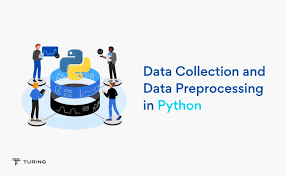 Data Collection and
Data Preprocessing
in Python
TURING